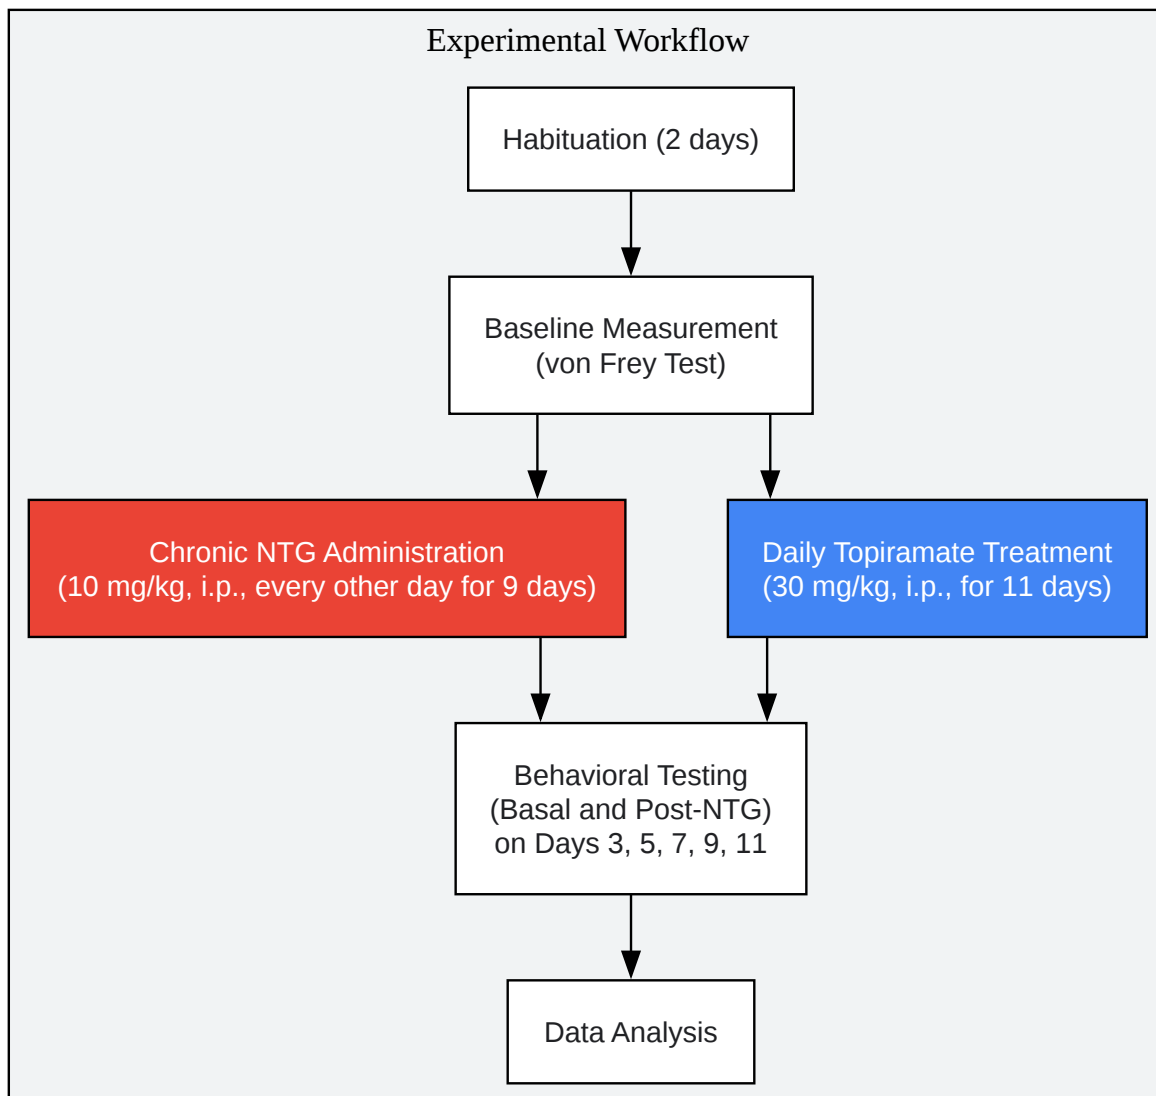 Experimental Workflow
Habituation (2 days)
Baseline Measurement
(von Frey Test)
Chronic NTG Administration
(10 mg/kg, i.p., every other day for 9 days)
Daily Topiramate Treatment
(30 mg/kg, i.p., for 11 days)
Behavioral Testing
(Basal and Post-NTG)
on Days 3, 5, 7, 9, 11
Data Analysis